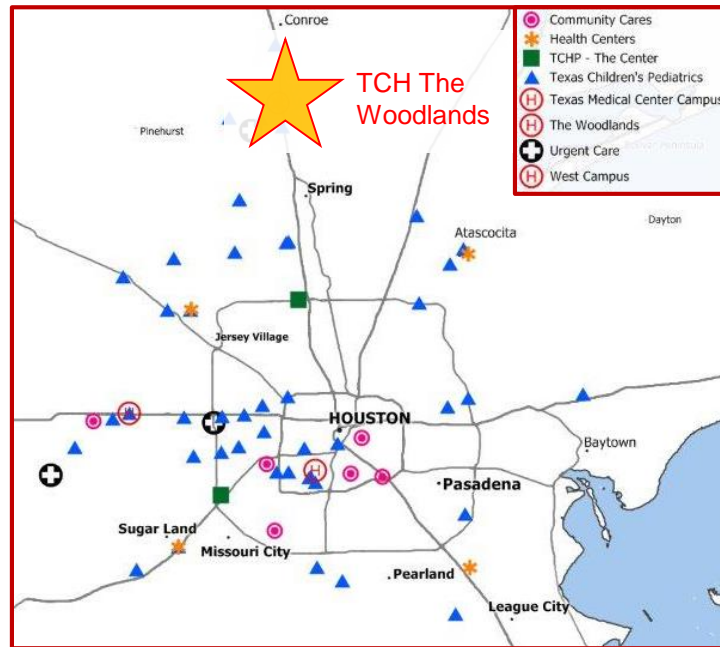 Conroe
TCH The
Woodlands
Pinehurst
Spring
Atascocita
Dayton
Jersey Village
HOUSTON
Baytown
Pasadena
Sugar Land
Missouri City
Pearland
League City
Community Cares
Health Centers
TCHP - The Center
Texas Children's Pediatrics
H Texas Medical Center Campus
H The Woodlands
Urgent Care
H West Campus
H
H